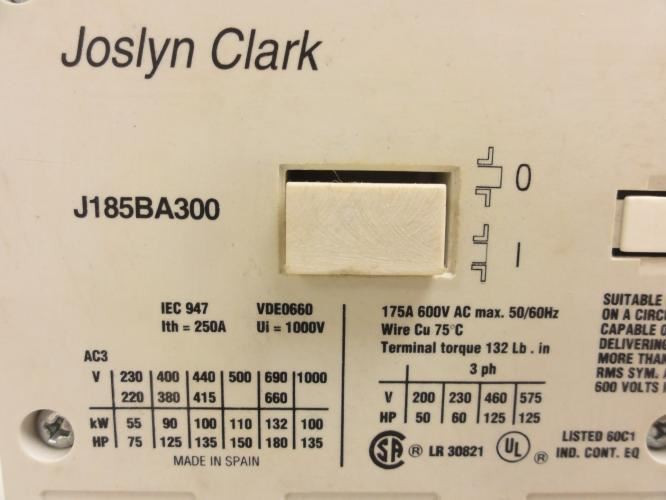 Joslyn Clark
J185BA300
0
I
IEC 947 VDE0660
Ith = 250A Ui = 1000V
AC3
V 230 400 440 500 690 1000
220 380 415 660
kW 55 90 100 110 132 100
HP 75 125 135 150 180 135
MADE IN SPAIN
175A 600V AC max. 50/60Hz
Wire Cu 75°C
Terminal torque 132 Lb . in
3 ph
V 200 230 460 575
HP 50 60 125 125
SA ® LR 30821 UL ® LISTED 60C1
IND. CONT. EQ
SUITABLE
ON A CIRC
CAPABLE O
DELIVERING
MORE THAN
RMS SYM. A
600 VOLTS